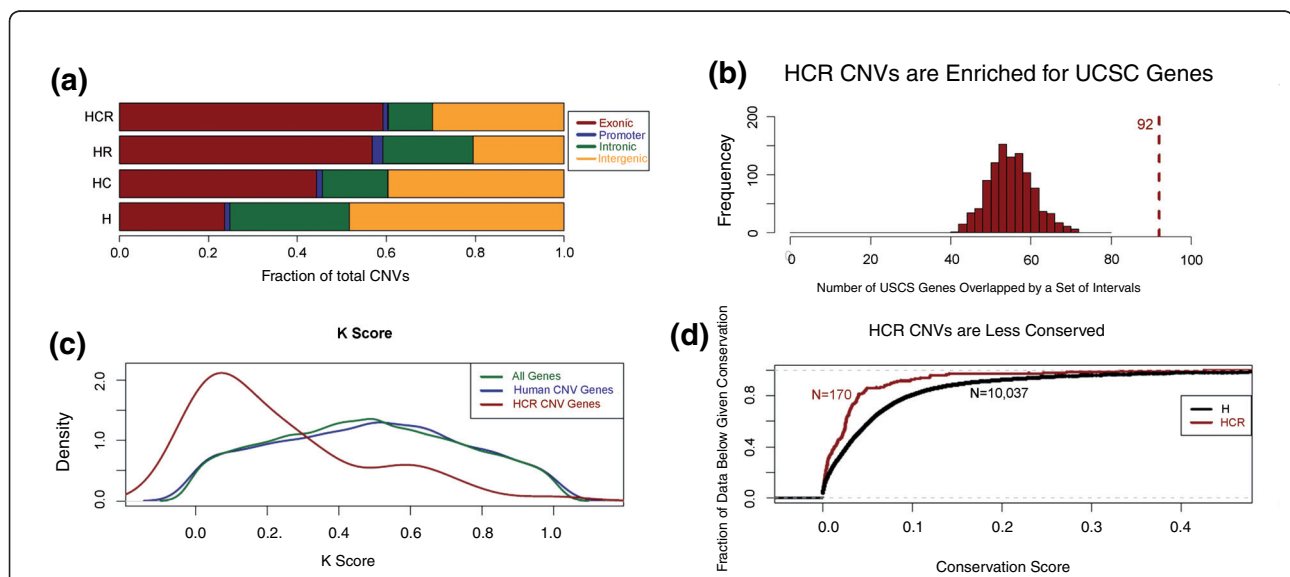 (a)
HCR
HR
HC
H
0.0 0.2 0.4 0.6 0.8 1.0
Fraction of total CNVs
Exonic
Promoter
Intronic
Intergenic
(b)
HCR CNVs are Enriched for UCSC Genes
Frequencey
0 100 200
92
0 20 40 60 80 100
Number of USCS Genes Overlapped by a Set of Intervals
(c)
K Score
Density
0.0 1.0 2.0
All Genes
Human CNV Genes
HCR CNV Genes
0.0 0.2. 0.4 0.6 0.8 1.0
K Score
(d)
HCR CNVs are Less Conserved
Fraction of Data Below Given Conservation
0.0 0.4 0.8
N=170
N=10,037
H
HCR
0.0 0.1 0.2 0.3 0.4
Conservation Score